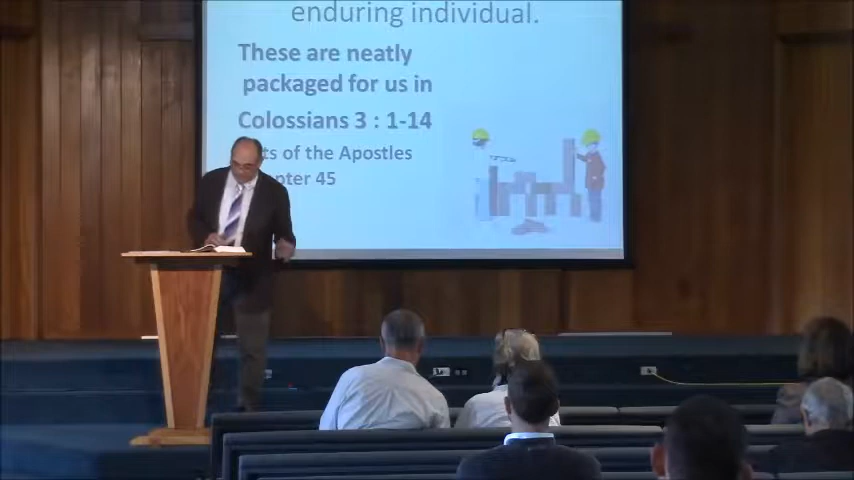 enduring individual.
These are neatly
packaged for us in
Colossians 3 : 1-14
of the Apostles
45